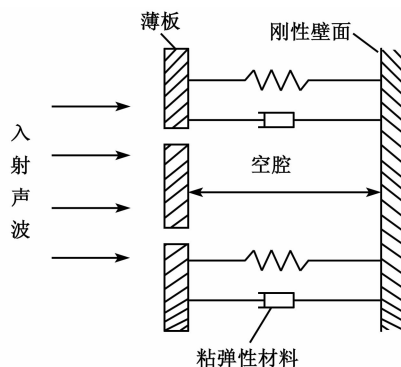 薄板
刚性壁面
入射声波
空腔
粘弹性材料